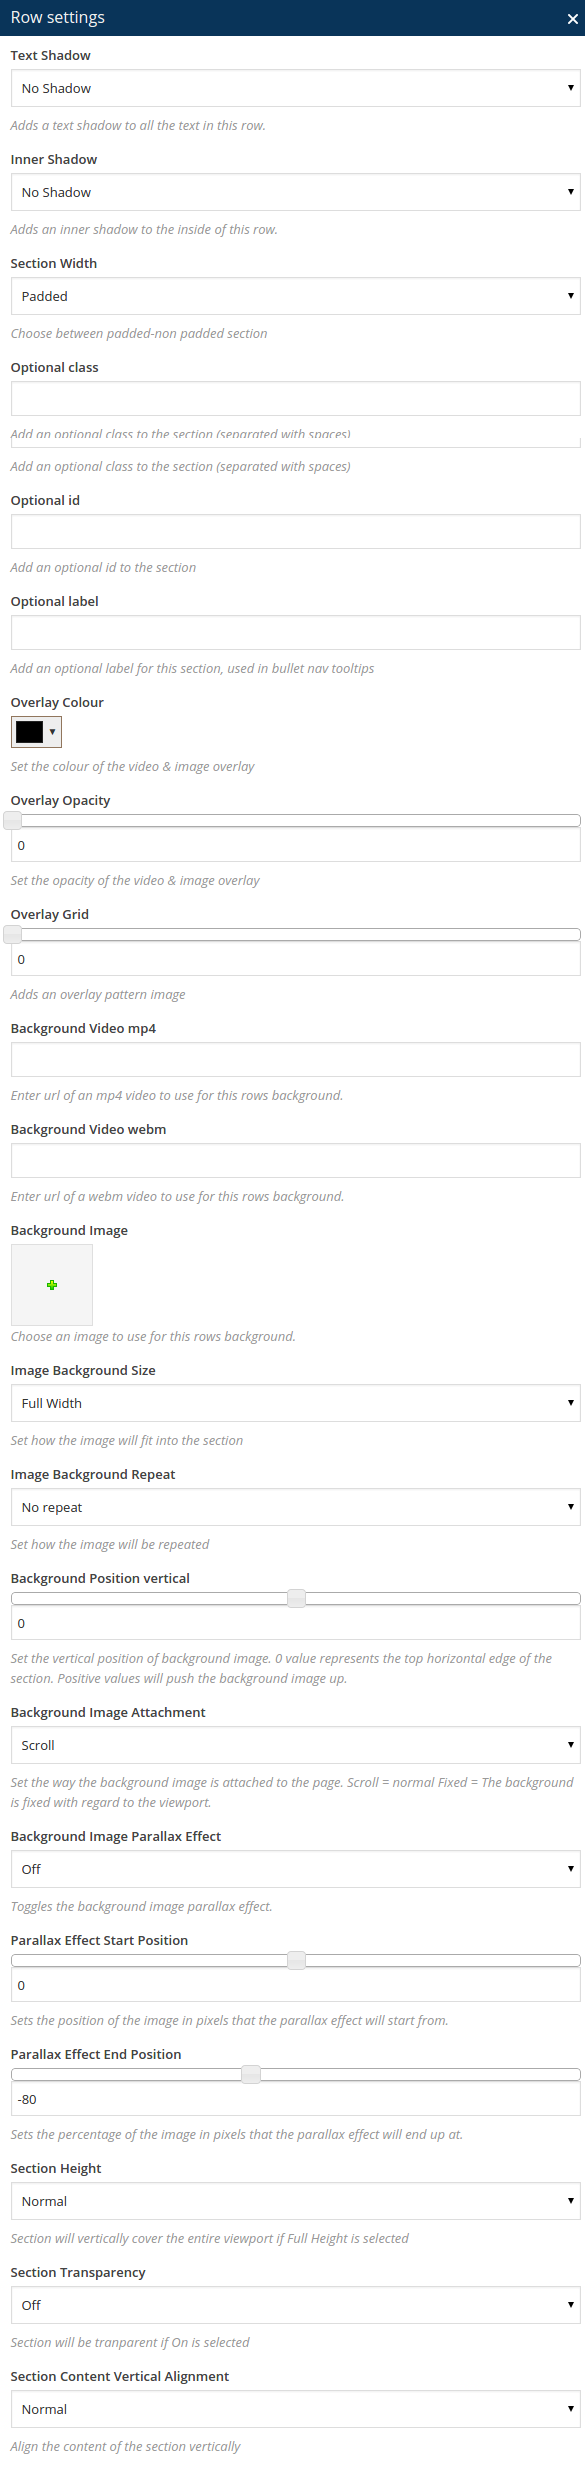 Row settings ×
Text Shadow
No Shadow
Adds a text shadow to all the text in this row.
Inner Shadow
No Shadow
Adds an inner shadow to the inside of this row.
Section Width
Padded
Choose between padded-non padded section
Optional class
Add an optional class to the section (separated with spaces)
Add an optional class to the section (separated with spaces)
Optional id
Add an optional id to the section
Optional label
Add an optional label for this section, used in bullet nav tooltips
Overlay Colour
Set the colour of the video & image overlay
Overlay Opacity
0
Set the opacity of the video & image overlay
Overlay Grid
0
Adds an overlay pattern image
Background Video mp4
Enter url of an mp4 video to use for this rows background.
Background Video webm
Enter url of a webm video to use for this rows background.
Background Image
Choose an image to use for this rows background.
Image Background Size
Full Width
Set how the image will fit into the section
Image Background Repeat
No repeat
Set how the image will be repeated
Background Position vertical
0
Set the vertical position of background image. 0 value represents the top horizontal edge of the
section. Positive values will push the background image up.
Background Image Attachment
Scroll
Set the way the background image is attached to the page. Scroll = normal Fixed = The background
is fixed with regard to the viewport.
Background Image Parallax Effect
Off
Toggles the background image parallax effect.
Parallax Effect Start Position
0
Sets the position of the image in pixels that the parallax effect will start from.
Parallax Effect End Position
-80
Sets the percentage of the image in pixels that the parallax effect will end up at.
Section Height
Normal
Section will vertically cover the entire viewport if Full Height is selected
Section Transparency
Off
Section will be tranparent if On is selected
Section Content Vertical Alignment
Normal
Align the content of the section vertically